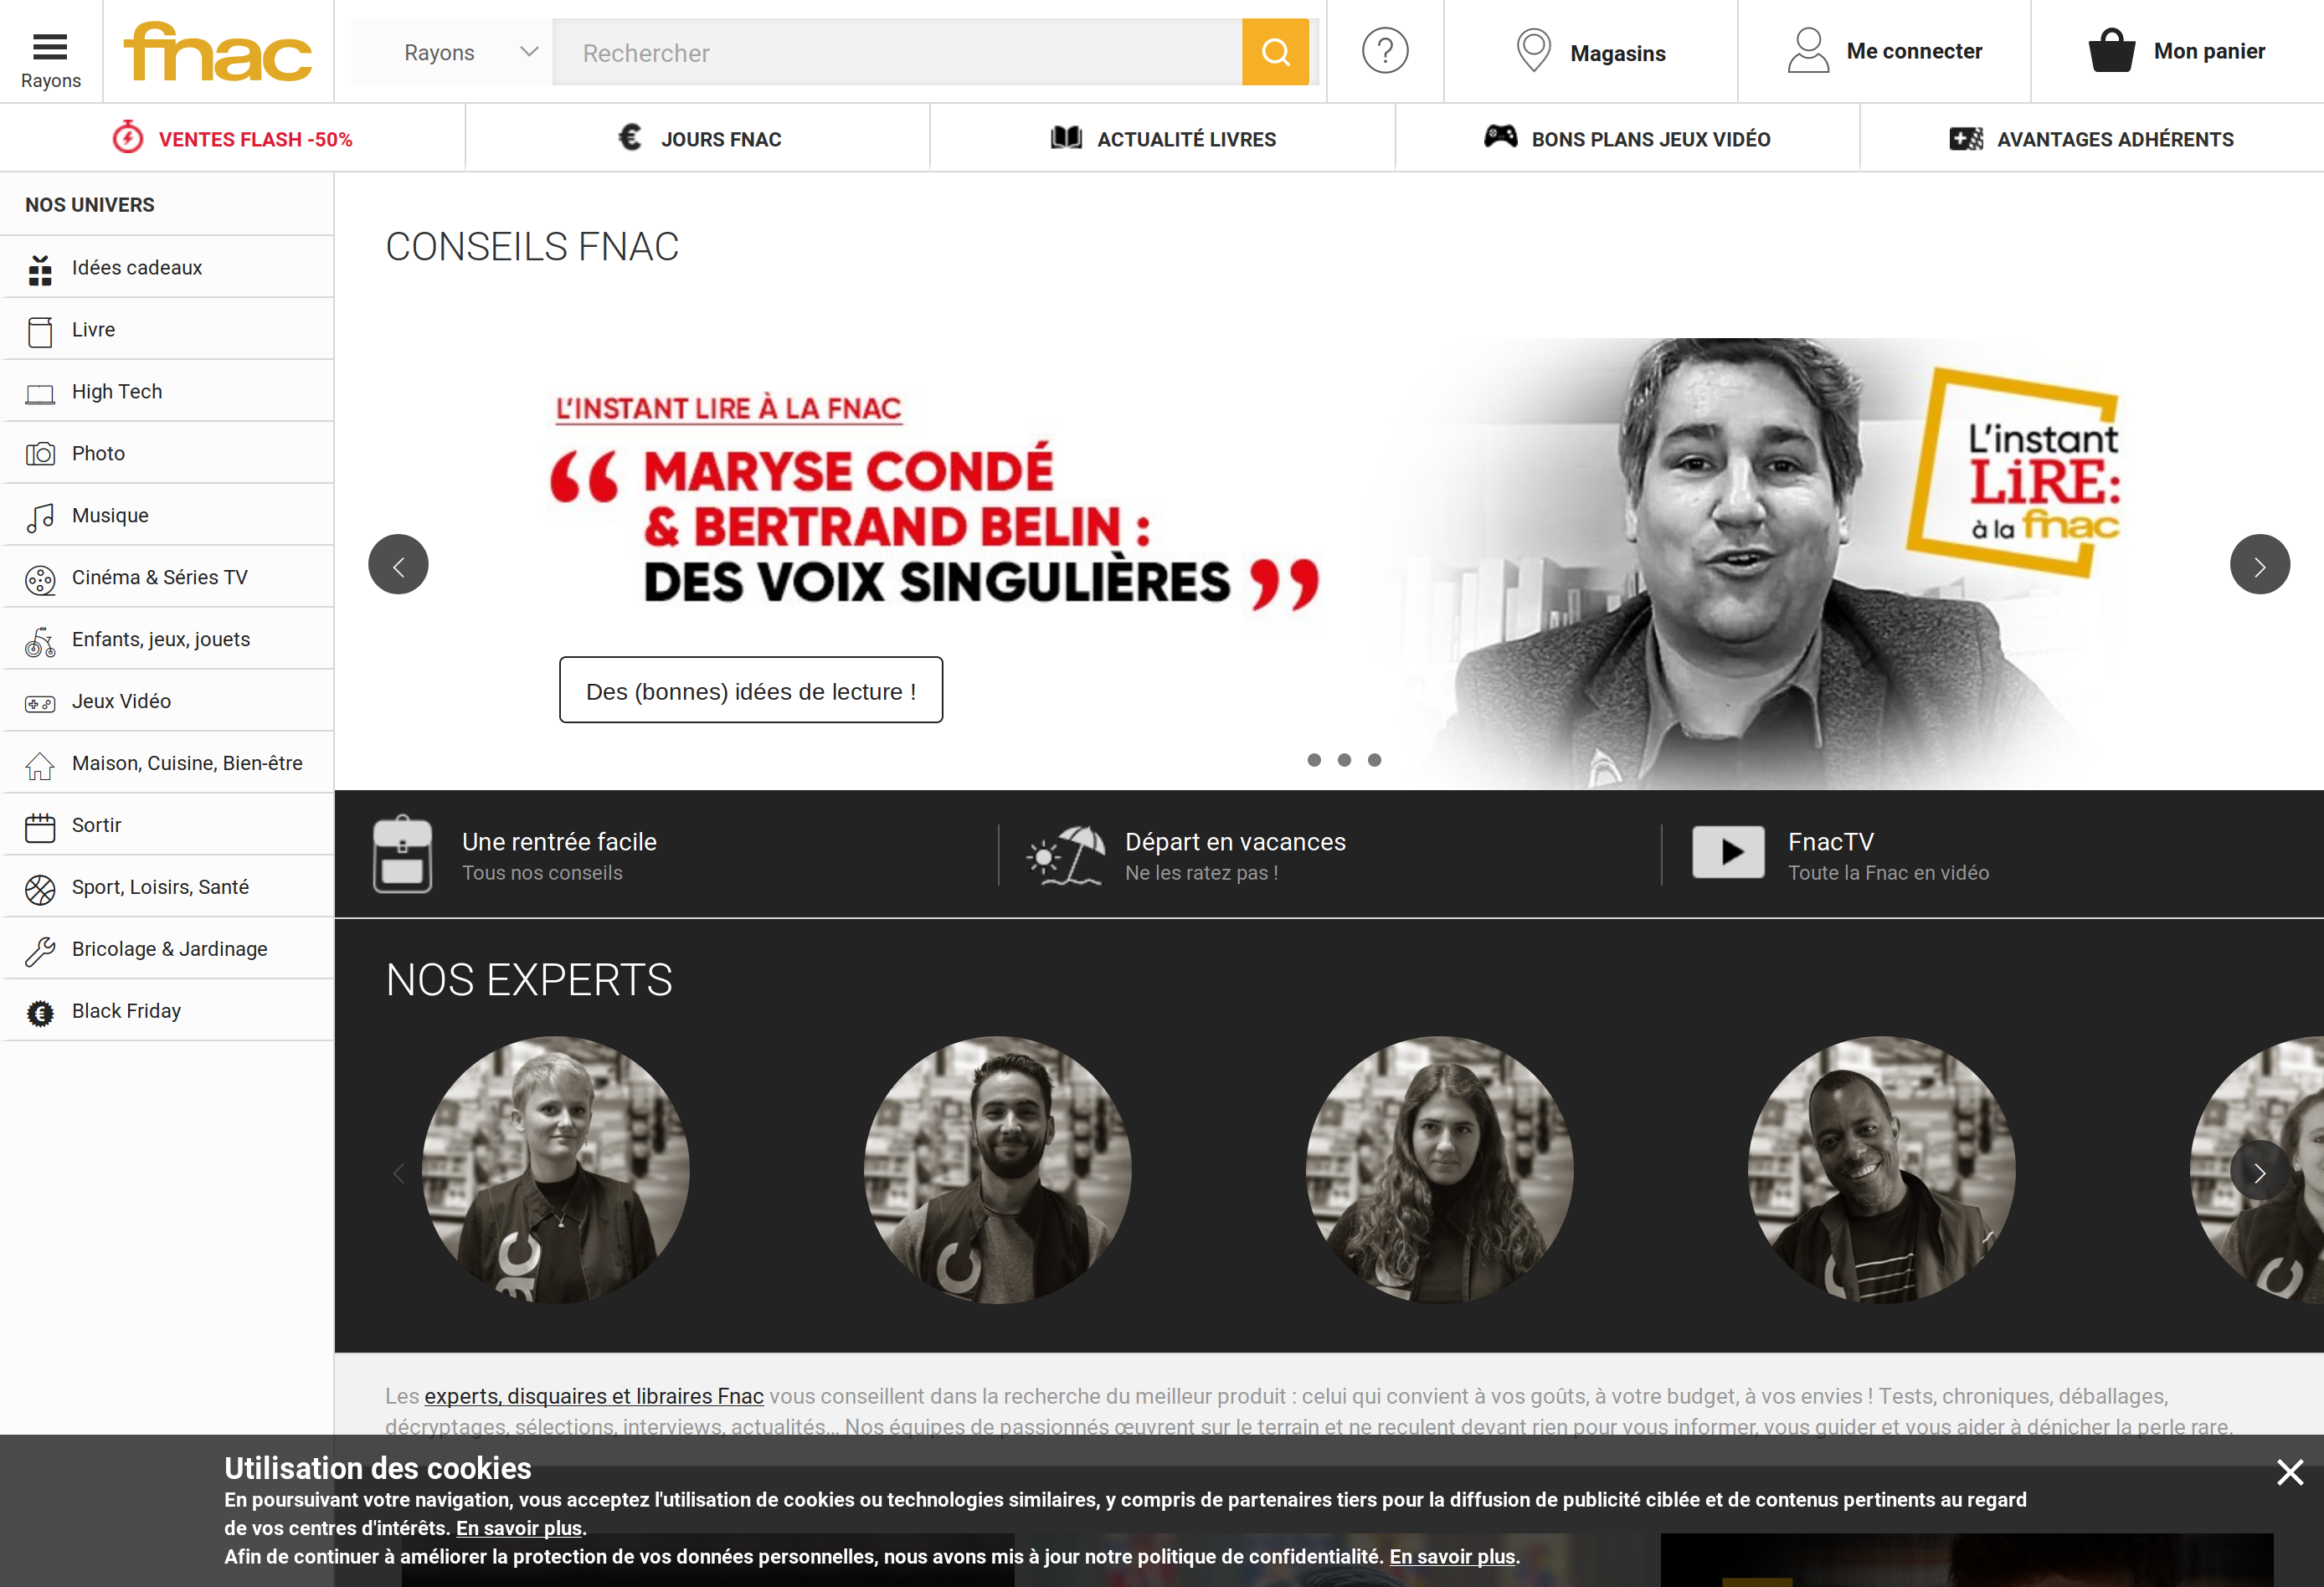 Rayons
fnac
Rayons
Rechercher
?
Magasins
Me connecter
Mon panier
VENTES FLASH -50%
€ JOURS FNAC
ACTUALITÉ LIVRES
BONS PLANS JEUX VIDÉO
AVANTAGES ADHÉRENTS
NOS UNIVERS
Idées cadeaux
Livre
High Tech
Photo
Musique
Cinéma & Séries TV
Enfants, jeux, jouets
Jeux Vidéo
Maison, Cuisine, Bien-être
Sortir
Sport, Loisirs, Santé
Bricolage & Jardinage
€ Black Friday
CONSEILS FNAC
L'INSTANT LIRE À LA FNAC
“ MARYSE CONDÉ
& BERTRAND BELIN :
DES VOIX SINGULIÈRES ”
Des (bonnes) idées de lecture !
L'instant
LiRE:
à la fnac
Une rentrée facile
Tous nos conseils
Départ en vacances
Ne les ratez pas !
FnacTV
Toute la Fnac en vidéo
NOS EXPERTS
Les experts, disquaires et libraires Fnac vous conseillent dans la recherche du meilleur produit : celui qui convient à vos goûts, à votre budget, à vos envies ! Tests, chroniques, déballages,
décryptages, sélections, interviews, actualités... Nos équipes de passionnés œuvrent sur le terrain et ne reculent devant rien pour vous informer, vous guider et vous aider à dénicher la perle rare.
Utilisation des cookies
En poursuivant votre navigation, vous acceptez l'utilisation de cookies ou technologies similaires, y compris de partenaires tiers pour la diffusion de publicité ciblée et de contenus pertinents au regard
de vos centres d'intérêts. En savoir plus.
Afin de continuer à améliorer la protection de vos données personnelles, nous avons mis à jour notre politique de confidentialité. En savoir plus.